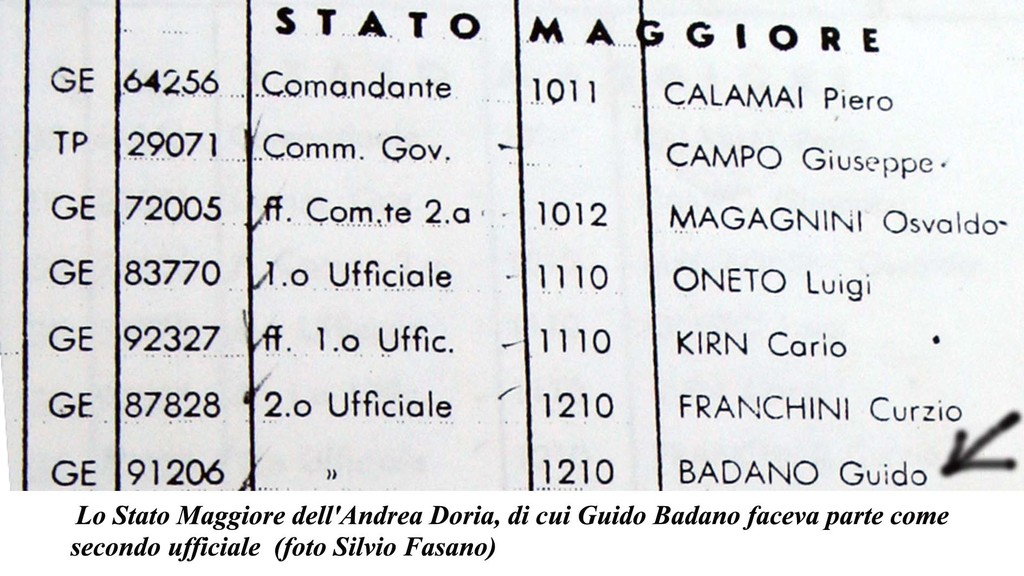 STATO MAGGIORE
GE 64256 Comandante 1011 CALAMAI Piero
TP 29071 Comm. Gov. CAMPO Giuseppe
GE 72005 ff. Com.te 2.a 1012 MAGAGNINI Osvaldo
GE 83770 1.o Ufficiale 1110 ONETO Luigi
GE 92327 ff. 1.o Uffic. 1110 KIRN Carlo
GE 87828 2.o Ufficiale 1210 FRANCHINI Curzio
GE 91206 » 1210 BADANO Guido
Lo Stato Maggiore dell'Andrea Doria, di cui Guido Badano faceva parte come
secondo ufficiale (foto Silvio Fasano)